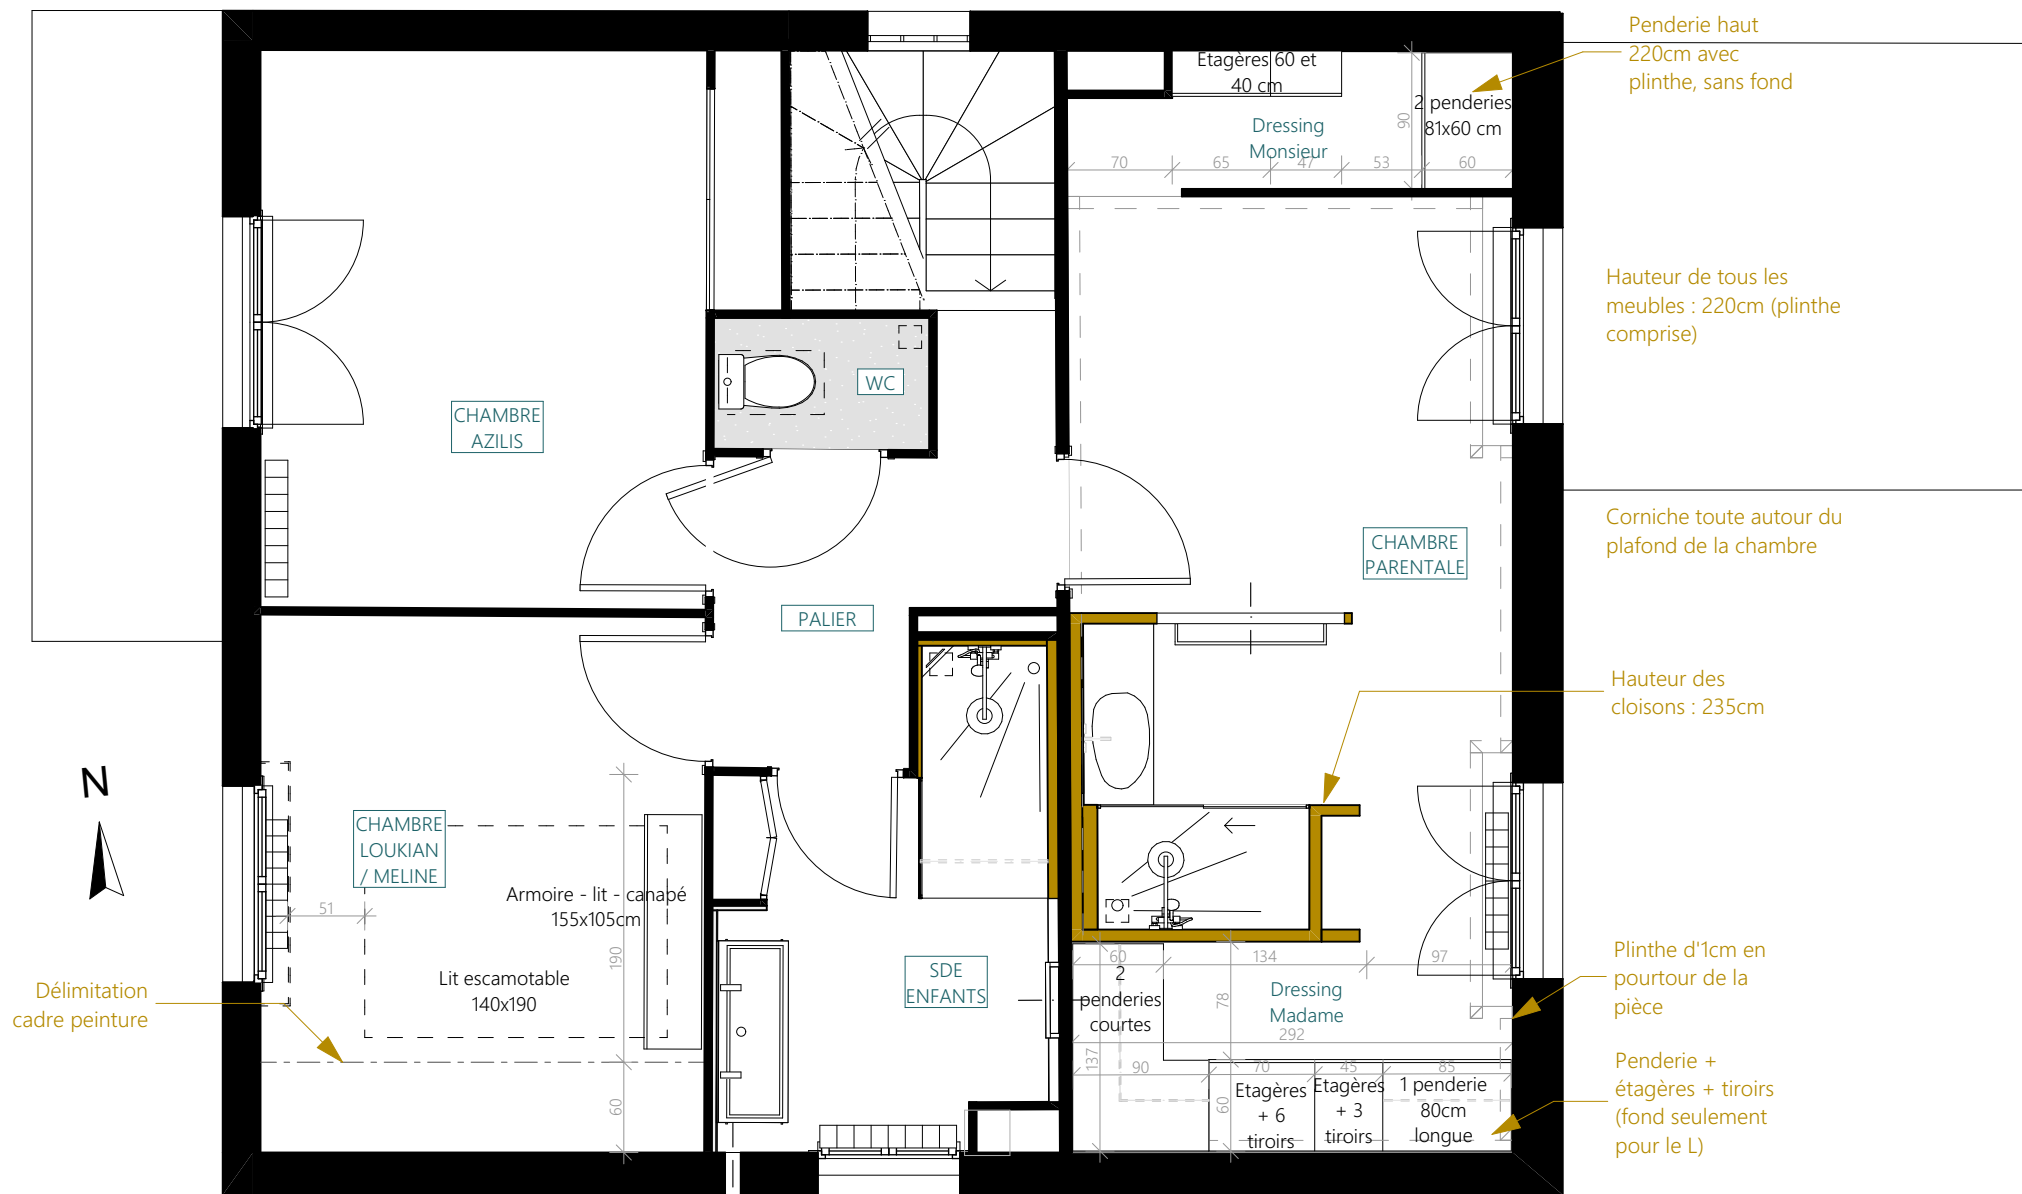 Penderie haut
220cm avec
plinthe, sans fond
Etagères 60 et
40 cm
2 penderies
81x60 cm
90
Dressing
Monsieur
70
65
47
53
60
Hauteur de tous les
meubles : 220cm (plinthe
comprise)
WC
CHAMBRE
AZILIS
Corniche toute autour du
plafond de la chambre
CHAMBRE
PARENTALE
PALIER
Hauteur des
cloisons : 235cm
N
CHAMBRE
LOUKIAN
/ MELINE
51
Armoire - lit - canapé
155x105cm
190
Lit escamotable
140x190
Délimitation
cadre peinture
60
SDE
ENFANTS
60
134
97
2
penderies
courtes
78
Dressing
Madame
292
137
90
70
45
85
60
Etagères
+ 6
tiroirs
Etagères
+ 3
tiroirs
1 penderie
80cm
longue
Plinthe d'1cm en
pourtour de la
pièce
Penderie +
étagères + tiroirs
(fond seulement
pour le L)